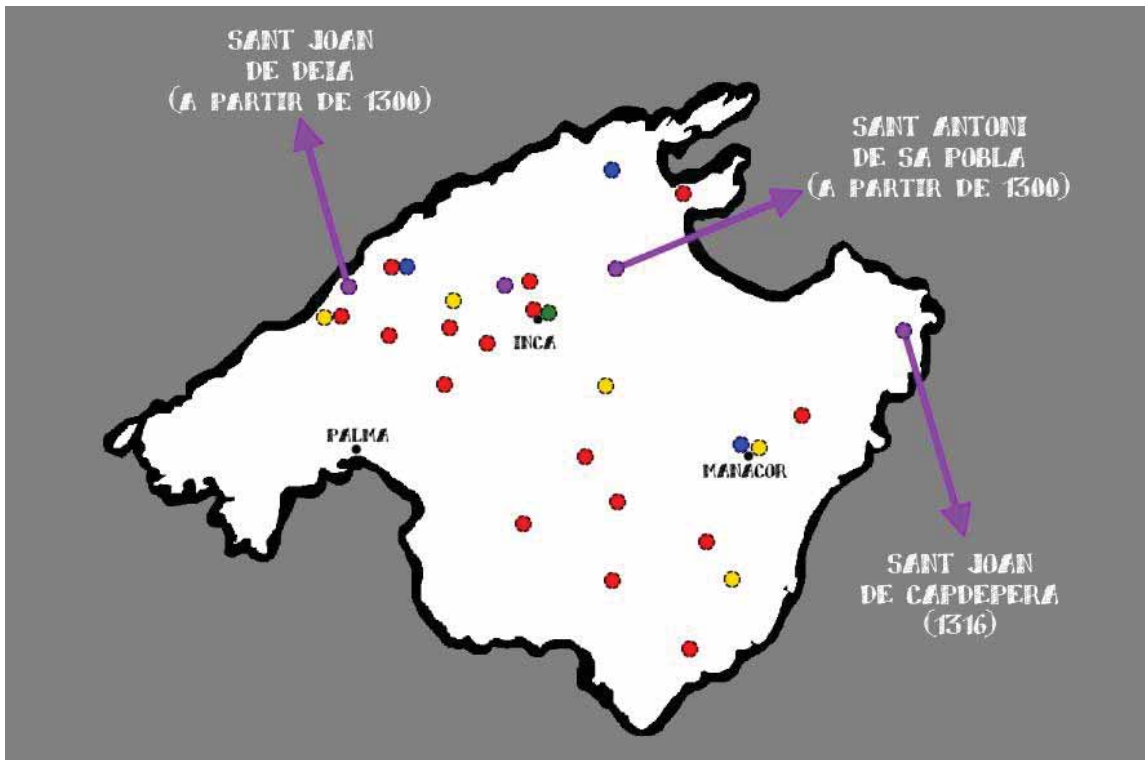 SANT JOAN
DE DEIA
(A PARTIR DE 1300)
SANT ANTONI
DE SA POBLA
(A PARTIR DE 1300)
INCA
PALMA
MANACOR
SANT JOAN
DE CAPDEPERA
(1316)